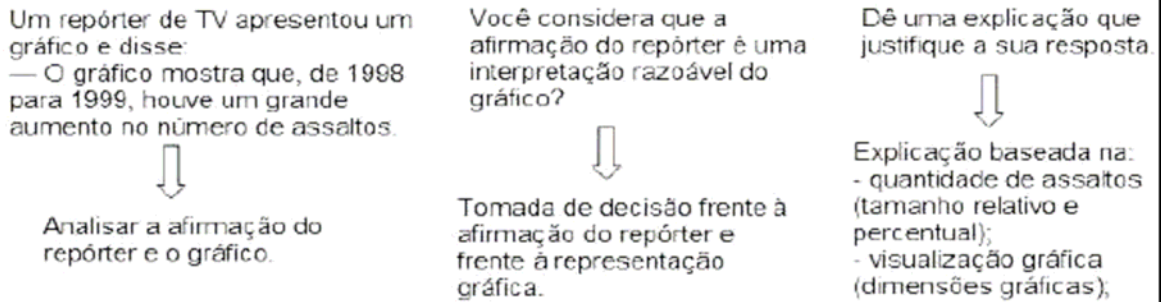 Um repórter de TV apresentou um
gráfico e disse:
— O gráfico mostra que, de 1998
para 1999, houve um grande
aumento no número de assaltos.
Analisar a afirmação do
repórter e o gráfico.
Você considera que a
afirmação do repórter é uma
interpretação razoável do
gráfico?
Tomada de decisão frente à
afirmação do repórter e
frente à representação
gráfica.
Dê uma explicação que
justifique a sua resposta.
Explicação baseada na:
- quantidade de assaltos
(tamanho relativo e
percentual);
- visualização gráfica
(dimensões gráficas);